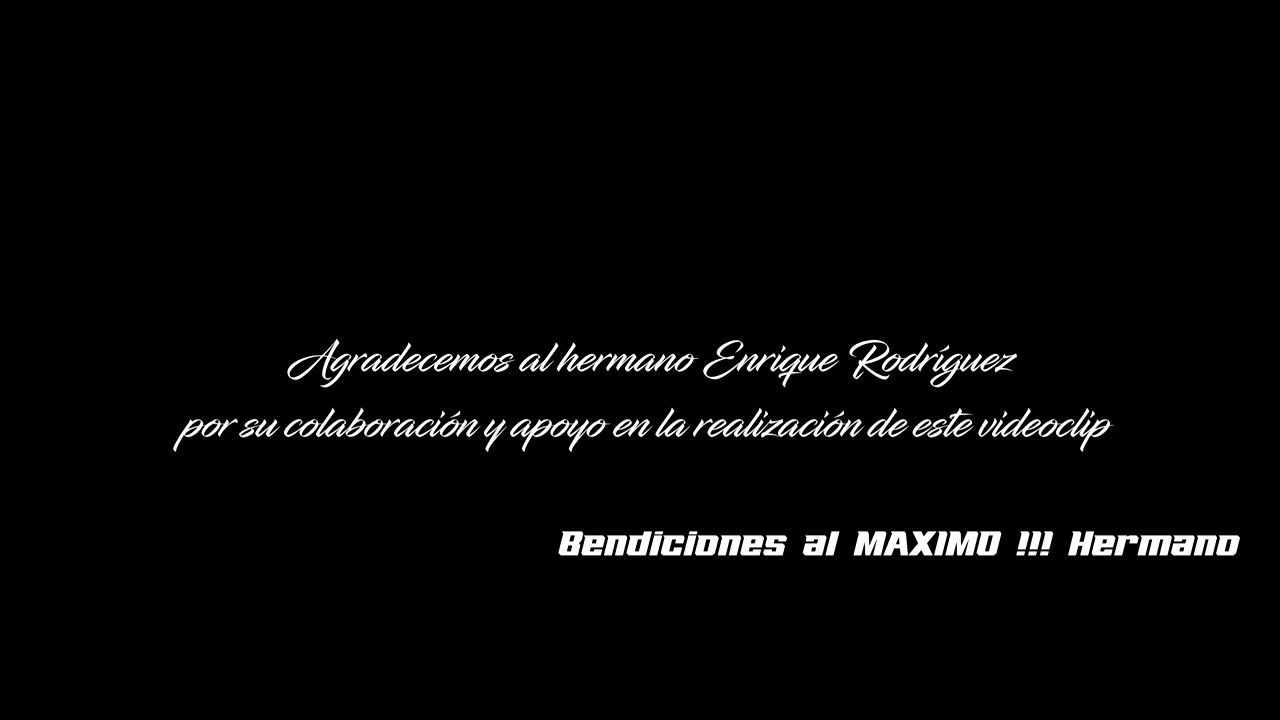 Agradecemos al hermano Enrique Rodríguez
por su colaboración y apoyo en la realización de este videoclip
Bendiciones al MAXIMO !!! Hermano